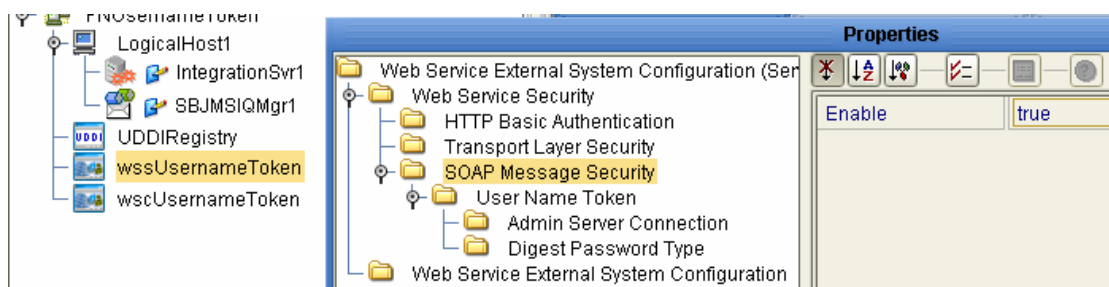 ENUsernameToken
LogicalHost1
IntegrationSvr1
SBJMSIQMgr1
UDDI
UDDIRegistry
wssUsernameToken
wscUsernameToken
Properties
Web Service External System Configuration (Ser
Web Service Security
HTTP Basic Authentication
Transport Layer Security
SOAP Message Security
User Name Token
Admin Server Connection
Digest Password Type
Web Service External System Configuration
Enable
true